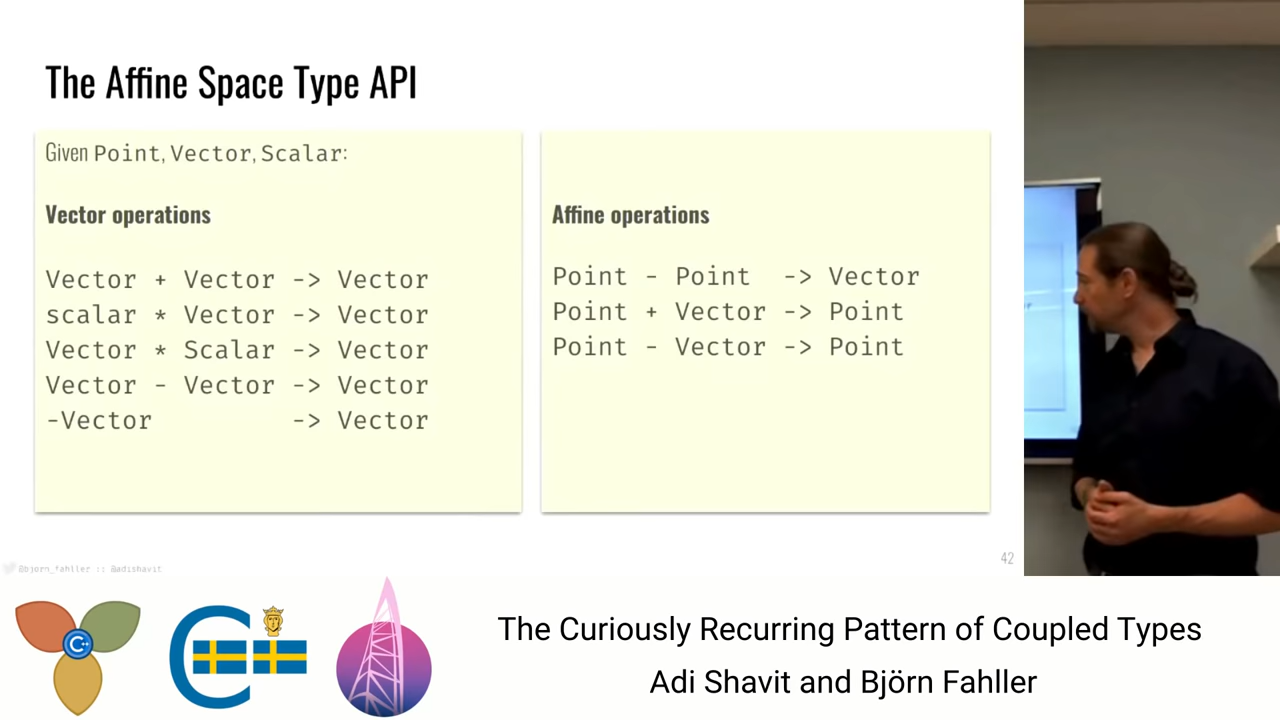 The Affine Space Type API
Given Point, Vector, Scalar:
Vector operations
Vector + Vector -> Vector
scalar * Vector -> Vector
Vector * Scalar -> Vector
Vector - Vector -> Vector
-Vector -> Vector
Affine operations
Point - Point -> Vector
Point + Vector -> Point
Point - Vector -> Point
@bjorn_fahller :: @adishavit
42
C++
The Curiously Recurring Pattern of Coupled Types
Adi Shavit and Björn Fahller